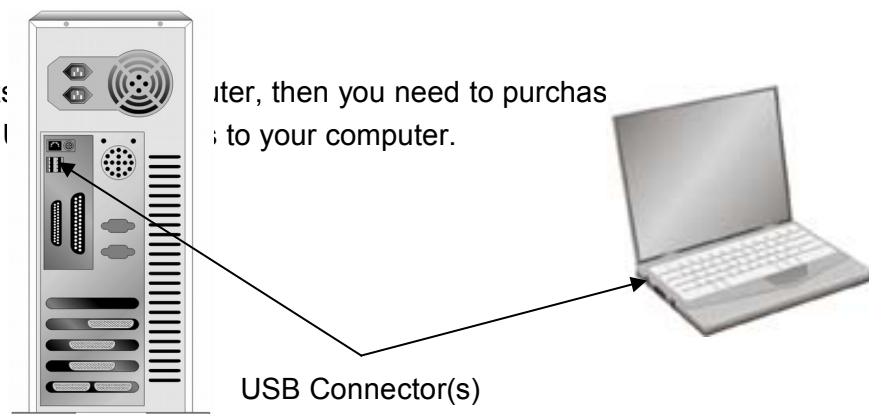 uter, then you need to purchas
to your computer.
USB Connector(s)